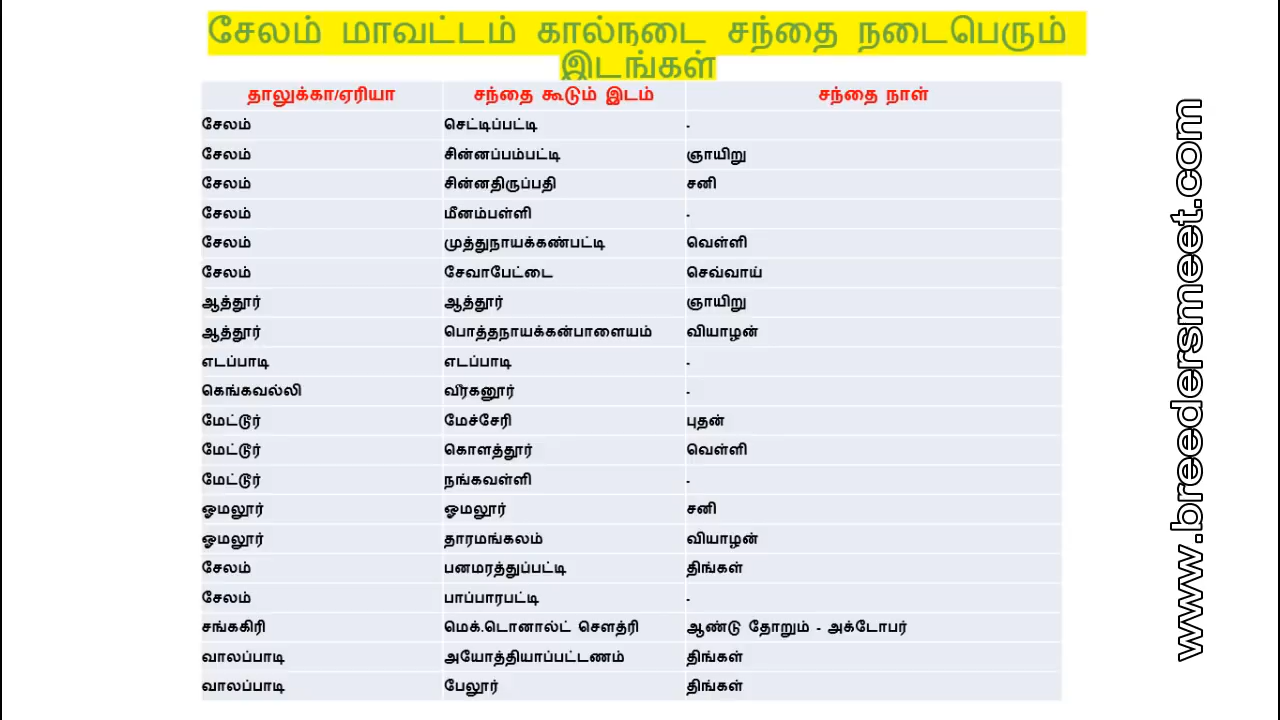 சேலம் மாவட்டம் கால்நடை சந்தை நடைபெரும்
இடங்கள்
தாலுக்கா/ஏரியா சந்தை கூடும் இடம் சந்தை நாள்
சேலம் செட்டிப்பட்டி -
சேலம் சின்னப்பம்பட்டி ஞாயிறு
சேலம் சின்னதிருப்பதி சனி
சேலம் மீனம்பள்ளி -
சேலம் முத்துநாயக்கண்பட்டி வெள்ளி
சேலம் சேவாபேட்டை செவ்வாய்
ஆத்தூர் ஆத்தூர் ஞாயிறு
ஆத்தூர் பொத்தநாயக்கன்பாளையம் வியாழன்
எடப்பாடி எடப்பாடி -
கெங்கவல்லி வீரகனூர் -
மேட்டூர் மேச்சேரி புதன்
மேட்டூர் கொளத்தூர் வெள்ளி
மேட்டூர் நங்கவள்ளி -
ஓமலூர் ஓமலூர் சனி
ஓமலூர் தாரமங்கலம் வியாழன்
சேலம் பனமரத்துப்பட்டி திங்கள்
சேலம் பாப்பாரபட்டி -
சங்ககிரி மெக்.டொனால்ட் சௌத்ரி ஆண்டு தோறும் - அக்டோபர்
வாலப்பாடி அயோத்தியாப்பட்டணம் திங்கள்
வாலப்பாடி பேலூர் திங்கள்
www.breedersmeet.com